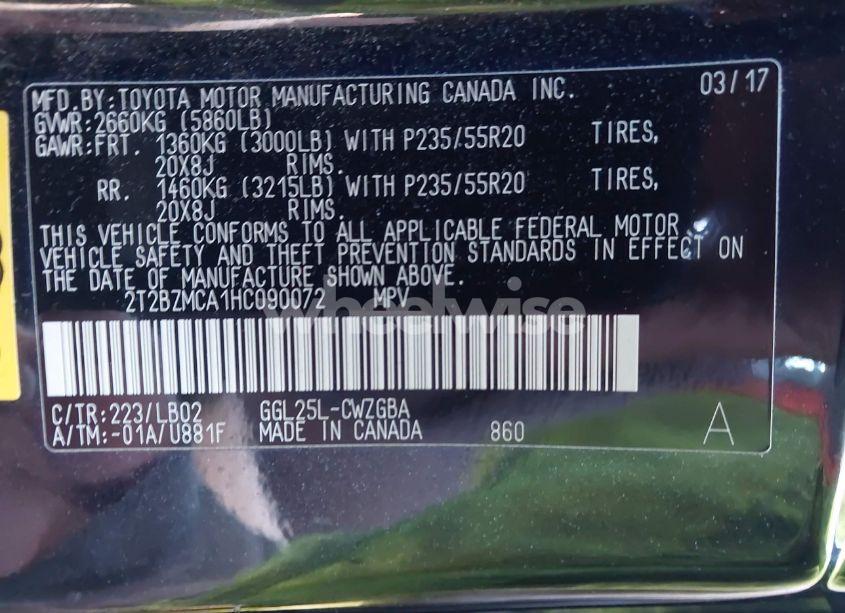 MFD.BY:TOYOTA MOTOR MANUFACTURING CANADA INC. 03/17
GVWR:2660KG (5860LB)
GAWR:FRT. 1360KG (3000LB) WITH P235/55R20 TIRES,
20X8J RIMS.
RR. 1460KG (3215LB) WITH P235/55R20 TIRES,
20X8J RIMS.
THIS VEHICLE CONFORMS TO ALL APPLICABLE FEDERAL MOTOR
VEHICLE SAFETY AND THEFT PREVENTION STANDARDS IN EFFECT ON
THE DATE OF MANUFACTURE SHOWN ABOVE.
2T2BZMCA1HC090072 MPV
wheelwise
C/TR:223/LB02 GGL25L-CWZGBA
A/TM:-01A/U881F MADE IN CANADA 860 A